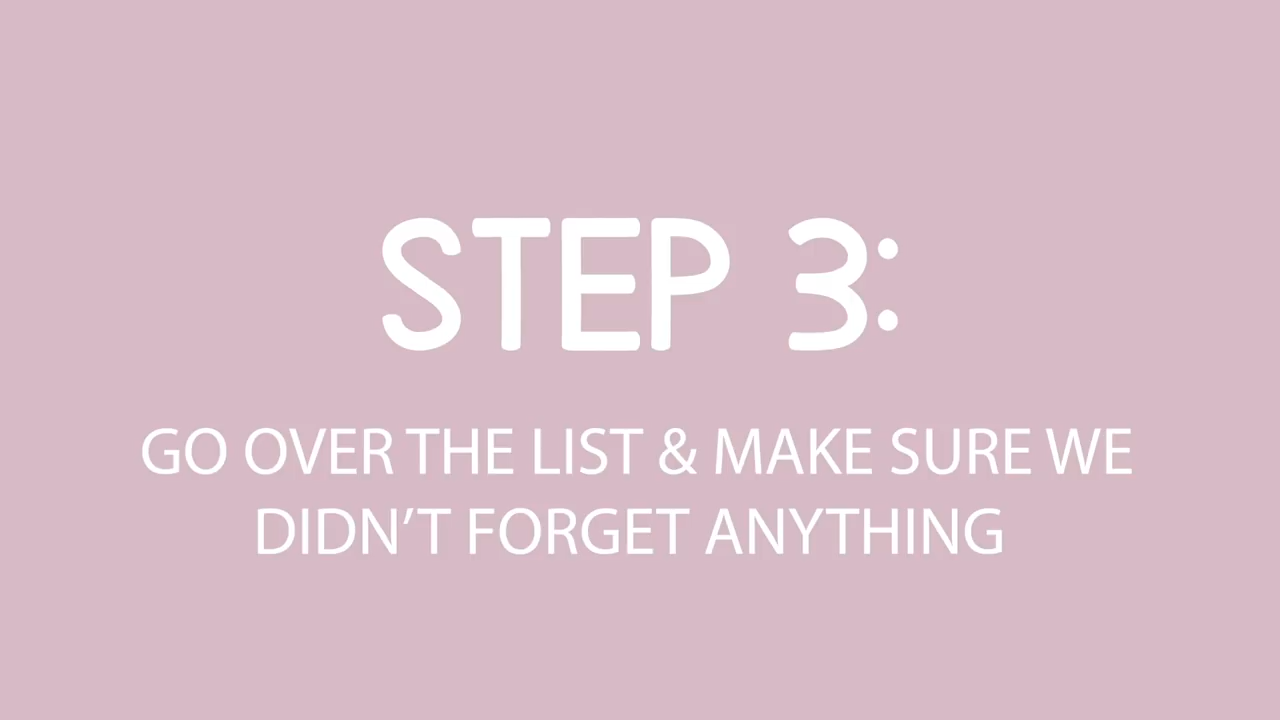 STEP 3:
GO OVER THE LIST & MAKE SURE WE
DIDN’T FORGET ANYTHING